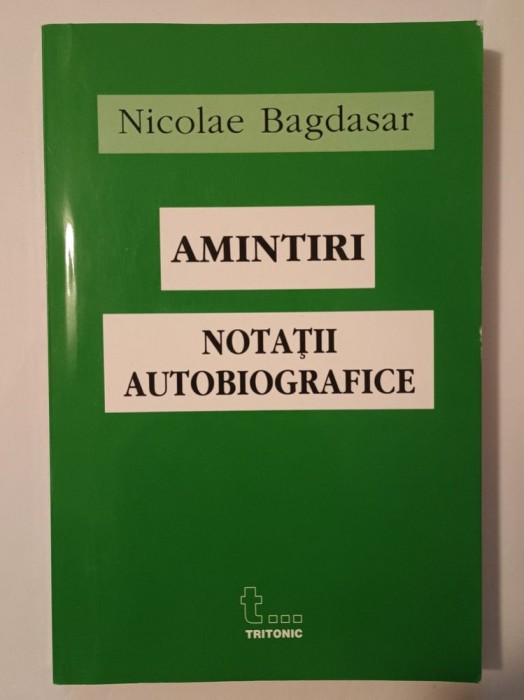 Nicolae Bagdasar
AMINTIRI
NOTAŢII
AUTOBIOGRAFICE
t...
TRITONIC